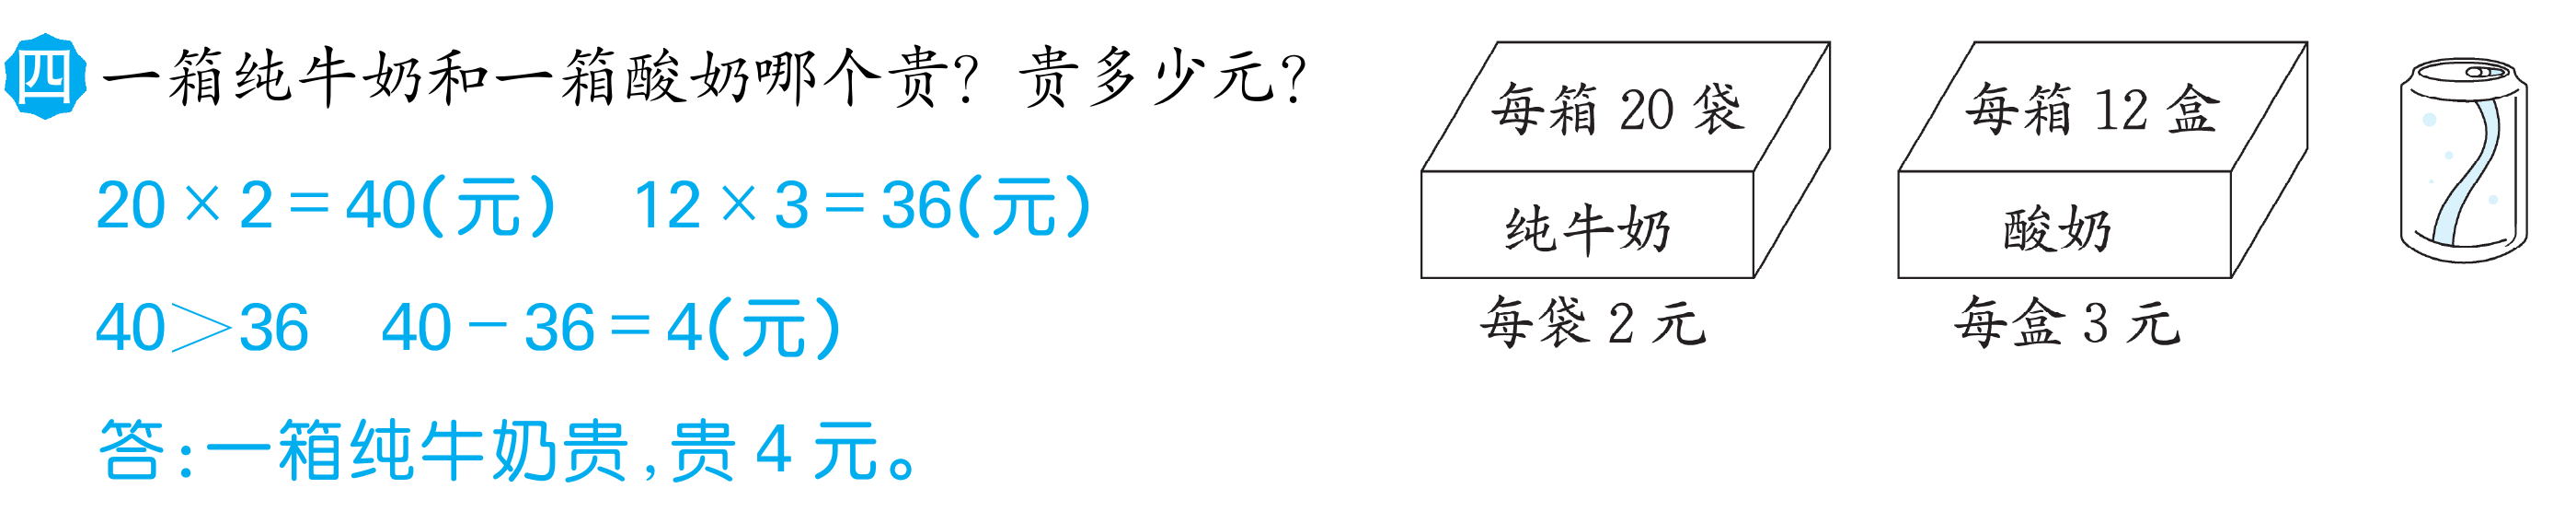 四 一箱纯牛奶和一箱酸奶哪个贵？贵多少元？
20×2=40(元) 12×3=36(元)
40>36 40-36=4(元)
答:一箱纯牛奶贵,贵4元。
每箱20袋
纯牛奶
每袋2元
每箱12盒
酸奶
每盒3元